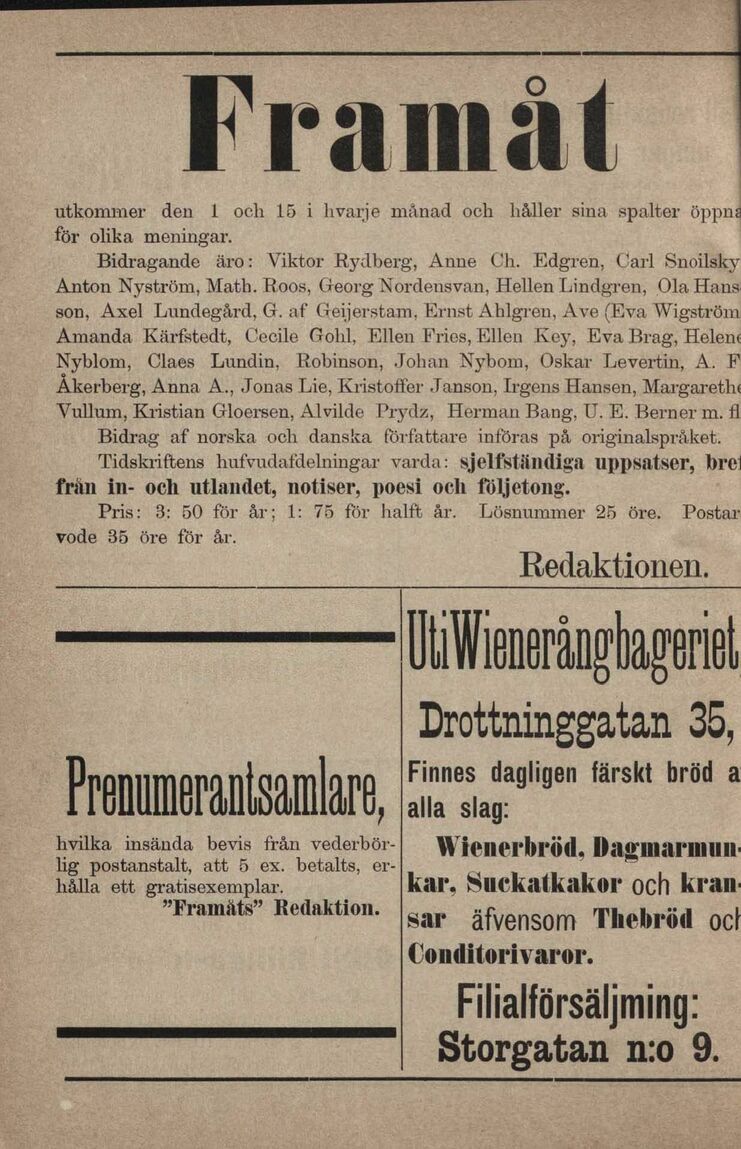 Framåt
utkommer den 1 och 15 i hvarje månad och håller sina spalter öppna
för olika meningar.
Bidragande äro: Viktor Rydberg, Anne Ch. Edgren, Carl Snoilsky
Anton Nyström, Math. Roos, Georg Nordensvan, Hellen Lindgren, Ola Hans-
son, Axel Lundegård, G. af Geijerstam, Ernst Ahlgren, Ave (Eva Wigström
Amanda Kärfstedt, Cecile Gohl, Ellen Fries, Ellen Key, Eva Brag, Helene
Nyblom, Claes Lundin, Robinson, Johan Nybom, Oskar Levertin, A. F
Åkerberg, Anna A., Jonas Lie, Kristoffer Janson, Irgens Hansen, Margarethe
Vullum, Kristian Gloersen, Alvilde Prydz, Herman Bang, U. E. Berner m. fl
Bidrag af norska och danska författare införas på originalspråket.
Tidskriftens hufvudafdelningar varda: sjelfständiga uppsatser, bref
från in- och utlandet, notiser, poesi och följetong.
Pris: 3: 50 för år; 1: 75 för halft år. Lösnummer 25 öre. Postar
vode 35 öre för år.
Redaktionen.
Prenumerantsamlare,
hvilka insända bevis från vederbör-
lig postanstalt, att 5 ex. betalts, er-
hålla ett gratisexemplar.
"Framåts" Redaktion.
Uti Wienerångbageriet
Drottninggatan 35,
Finnes dagligen färskt bröd a
alla slag:
Wienerbröd, Dagmarmun-
kar, Suckatkakor och kran-
sar äfvensom Thebröd och
Conditorivaror.
Filialförsäljming:
Storgatan n:o 9.